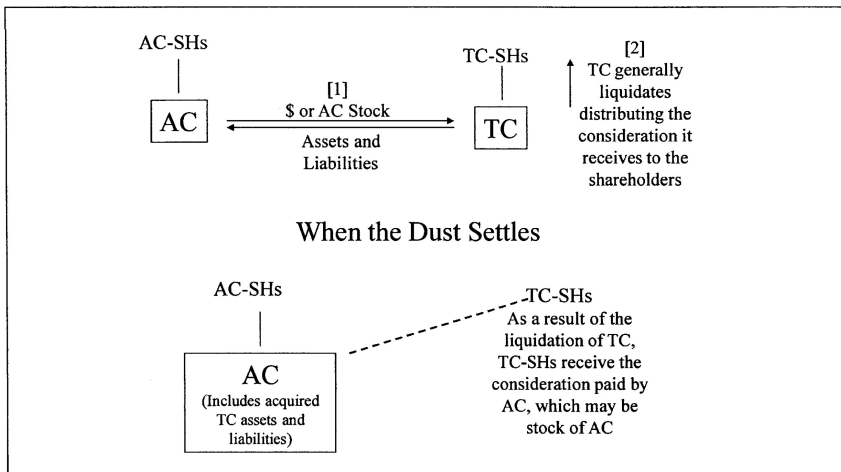 AC-SHs
AC
[1]
$ or AC Stock
Assets and
Liabilities
TC-SHs
TC
[2]
TC generally
liquidates
distributing the
consideration it
receives to the
shareholders
When the Dust Settles
AC-SHs
AC
(Includes acquired
TC assets and
liabilities)
TC-SHs
As a result of the
liquidation of TC,
TC-SHs receive the
consideration paid by
AC, which may be
stock of AC